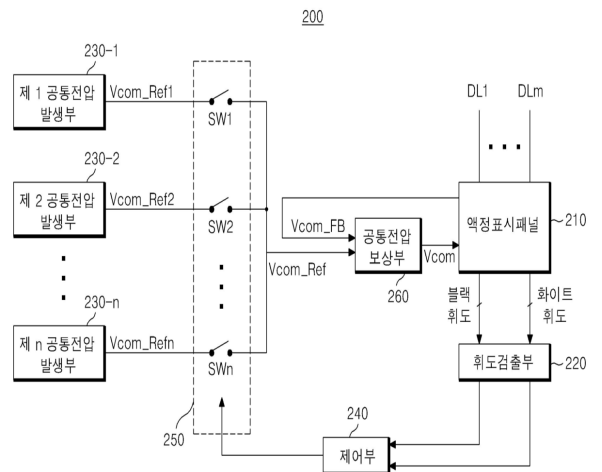 200
230-1
제 1 공통전압
발생부
Vcom_Ref1
SW1
DL1
DLm
230-2
제 2 공통전압
발생부
Vcom_Ref2
SW2
Vcom_FB
Vcom_Ref
공통전압
보상부
260
Vcom
액정표시패널
210
블랙
휘도
화이트
휘도
230-n
제 n 공통전압
발생부
Vcom_Refn
SWn
250
휘도검출부
220
240
제어부